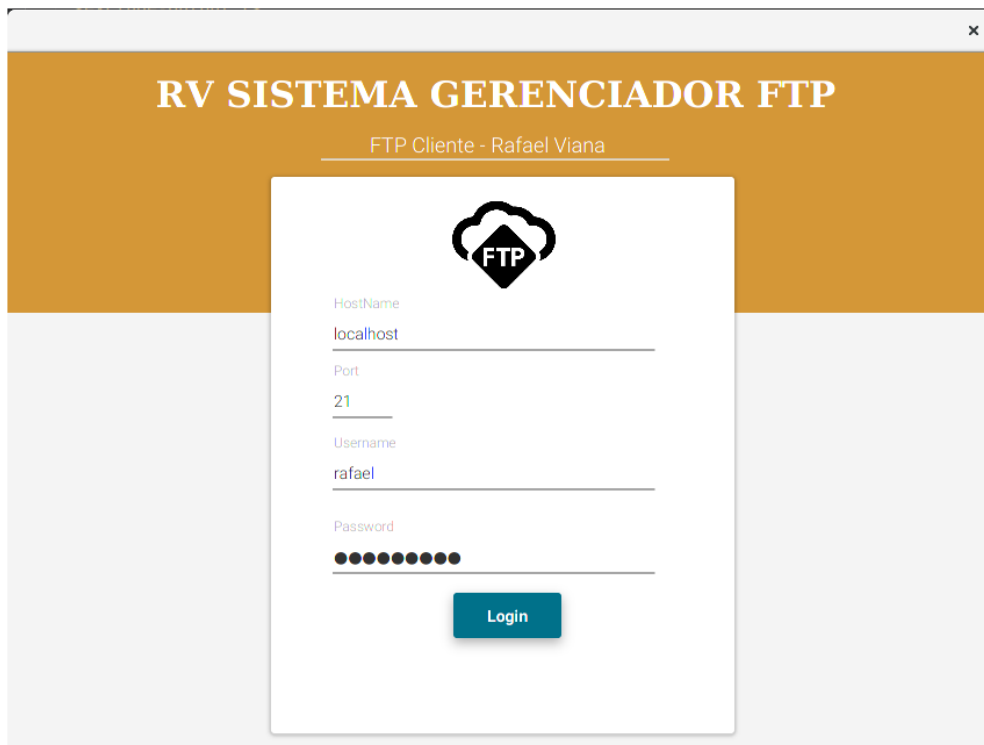 RV SISTEMA GERENCIADOR FTP
FTP Cliente - Rafael Viana
FTP
HostName
localhost
Port
21
Username
rafael
Password
●●●●●●●●●
Login